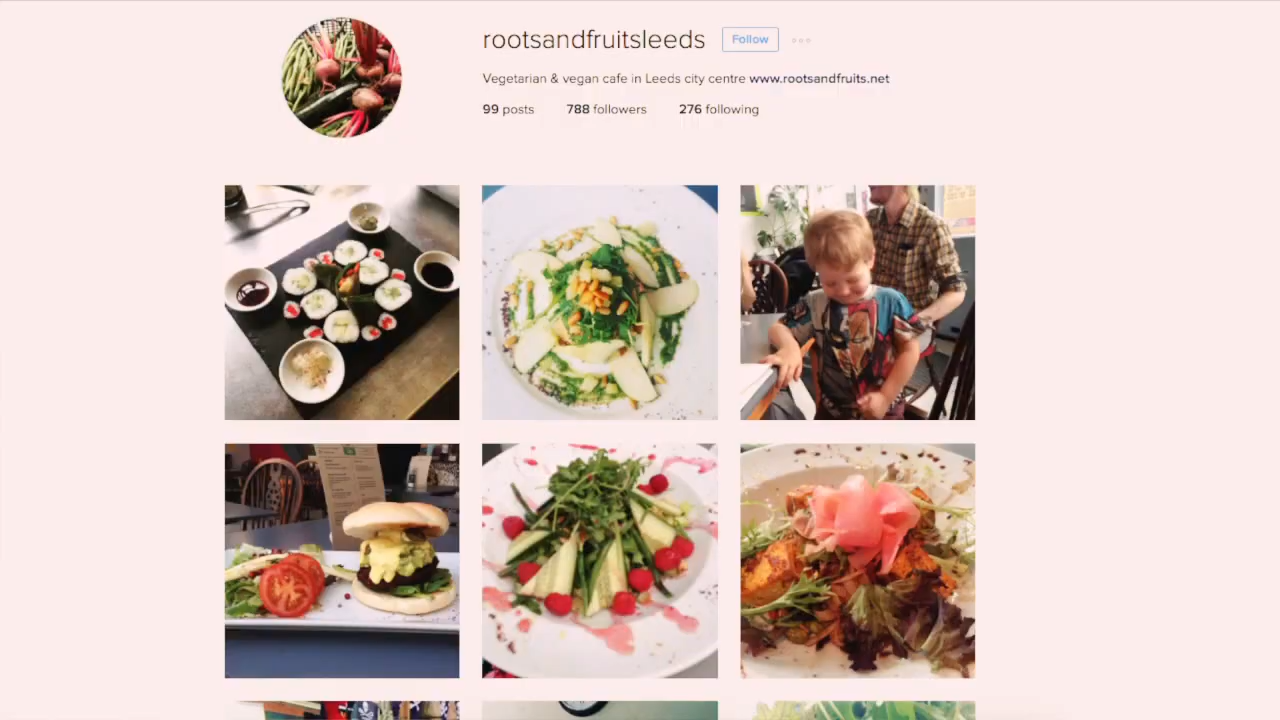 rootsandfruitsleeds Follow
Vegetarian & vegan cafe in Leeds city centre www.rootsandfruits.net
99 posts 788 followers 276 following